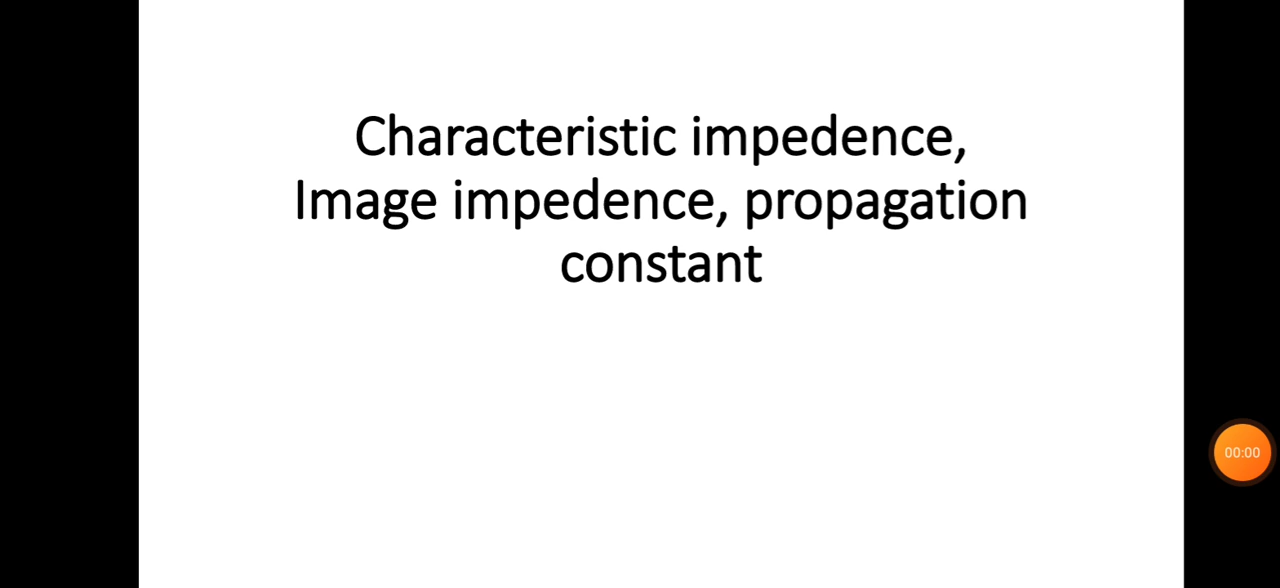 Characteristic impedence,
Image impedence, propagation
constant
00:00